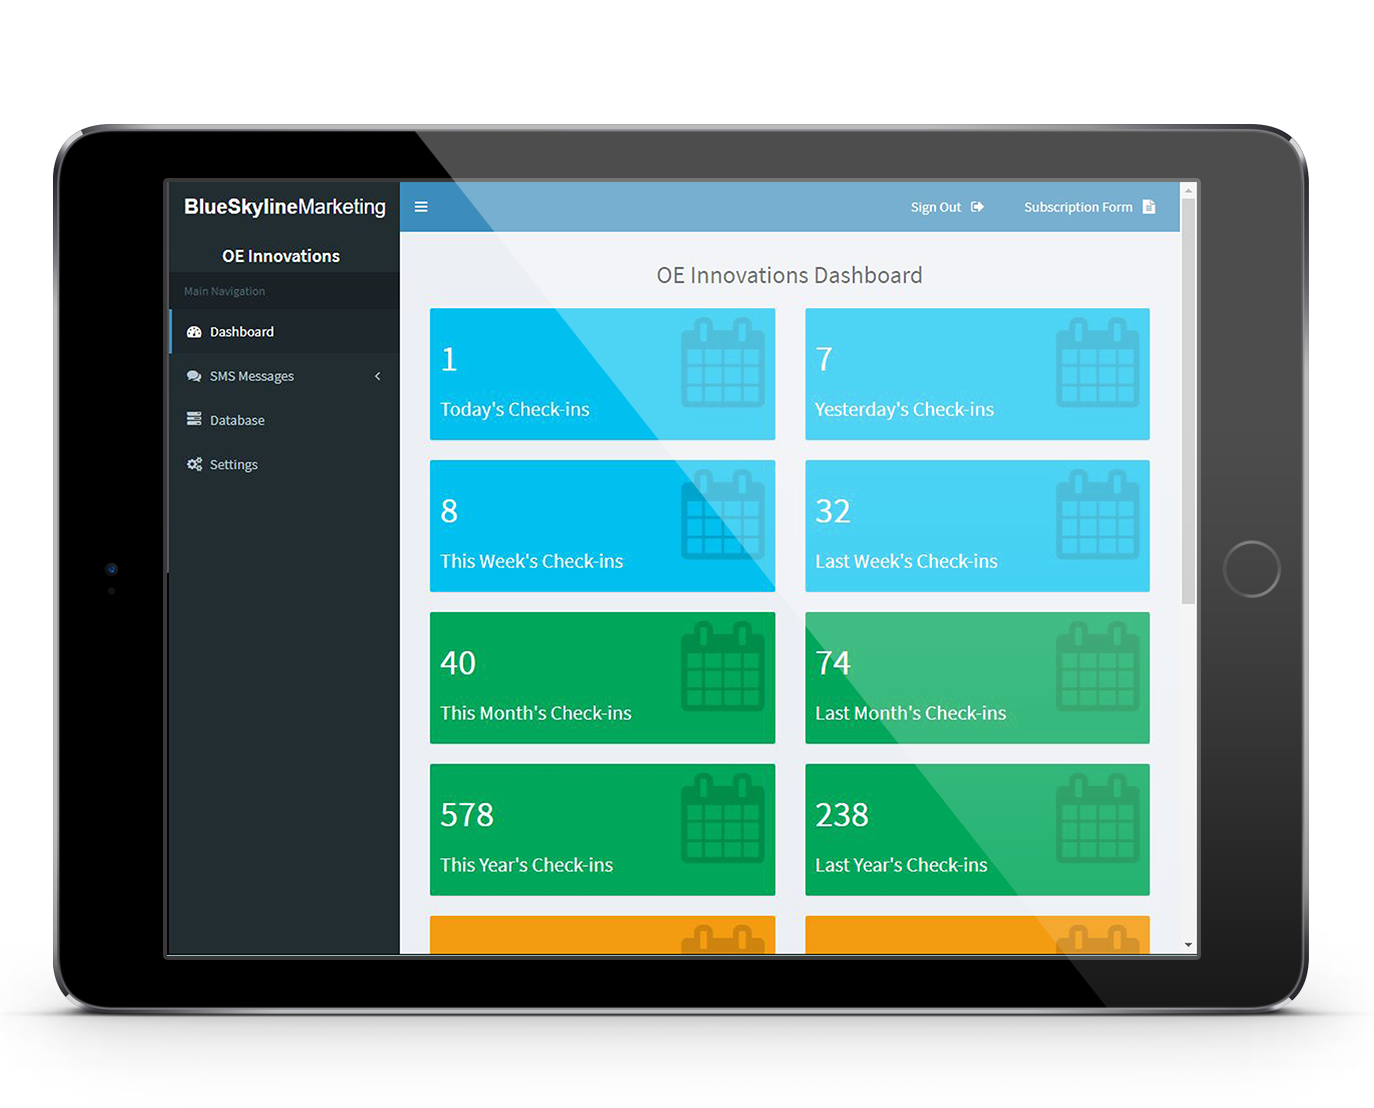 BlueSkylineMarketing
Sign Out
Subscription Form
OE Innovations
Main Navigation
Dashboard
SMS Messages
Database
Settings
OE Innovations Dashboard
1
Today's Check-ins
7
Yesterday's Check-ins
8
This Week's Check-ins
32
Last Week's Check-ins
40
This Month's Check-ins
74
Last Month's Check-ins
578
This Year's Check-ins
238
Last Year's Check-ins